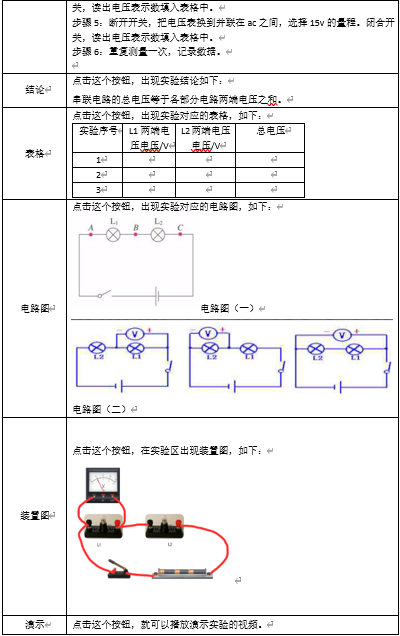 关，读出电压表示数填入表格中。
步骤 5：断开开关，把电压表换到并联在 ac 之间，选择 15v 的量程。闭合开
关，读出电压表示数填入表格中。
步骤 6：重复测量一次，记录数据。
结论
点击这个按钮，出现实验结论如下：
串联电路的总电压等于各部分电路两端电压之和。
表格
点击这个按钮，出现实验对应的表格，如下：
实验序号 L1 两端电压电压/V L2 两端电压电压/V 总电压
1
2
3
电路图
点击这个按钮，出现实验对应的电路图，如下：
L1 L2
A B C
电路图（一）
− V + − V + − V +
L2 L1 L2 L1 L2 L1
电路图（二）
装置图
点击这个按钮，在实验区出现装置图，如下：
L1 L2
演示
点击这个按钮，就可以播放演示实验的视频。